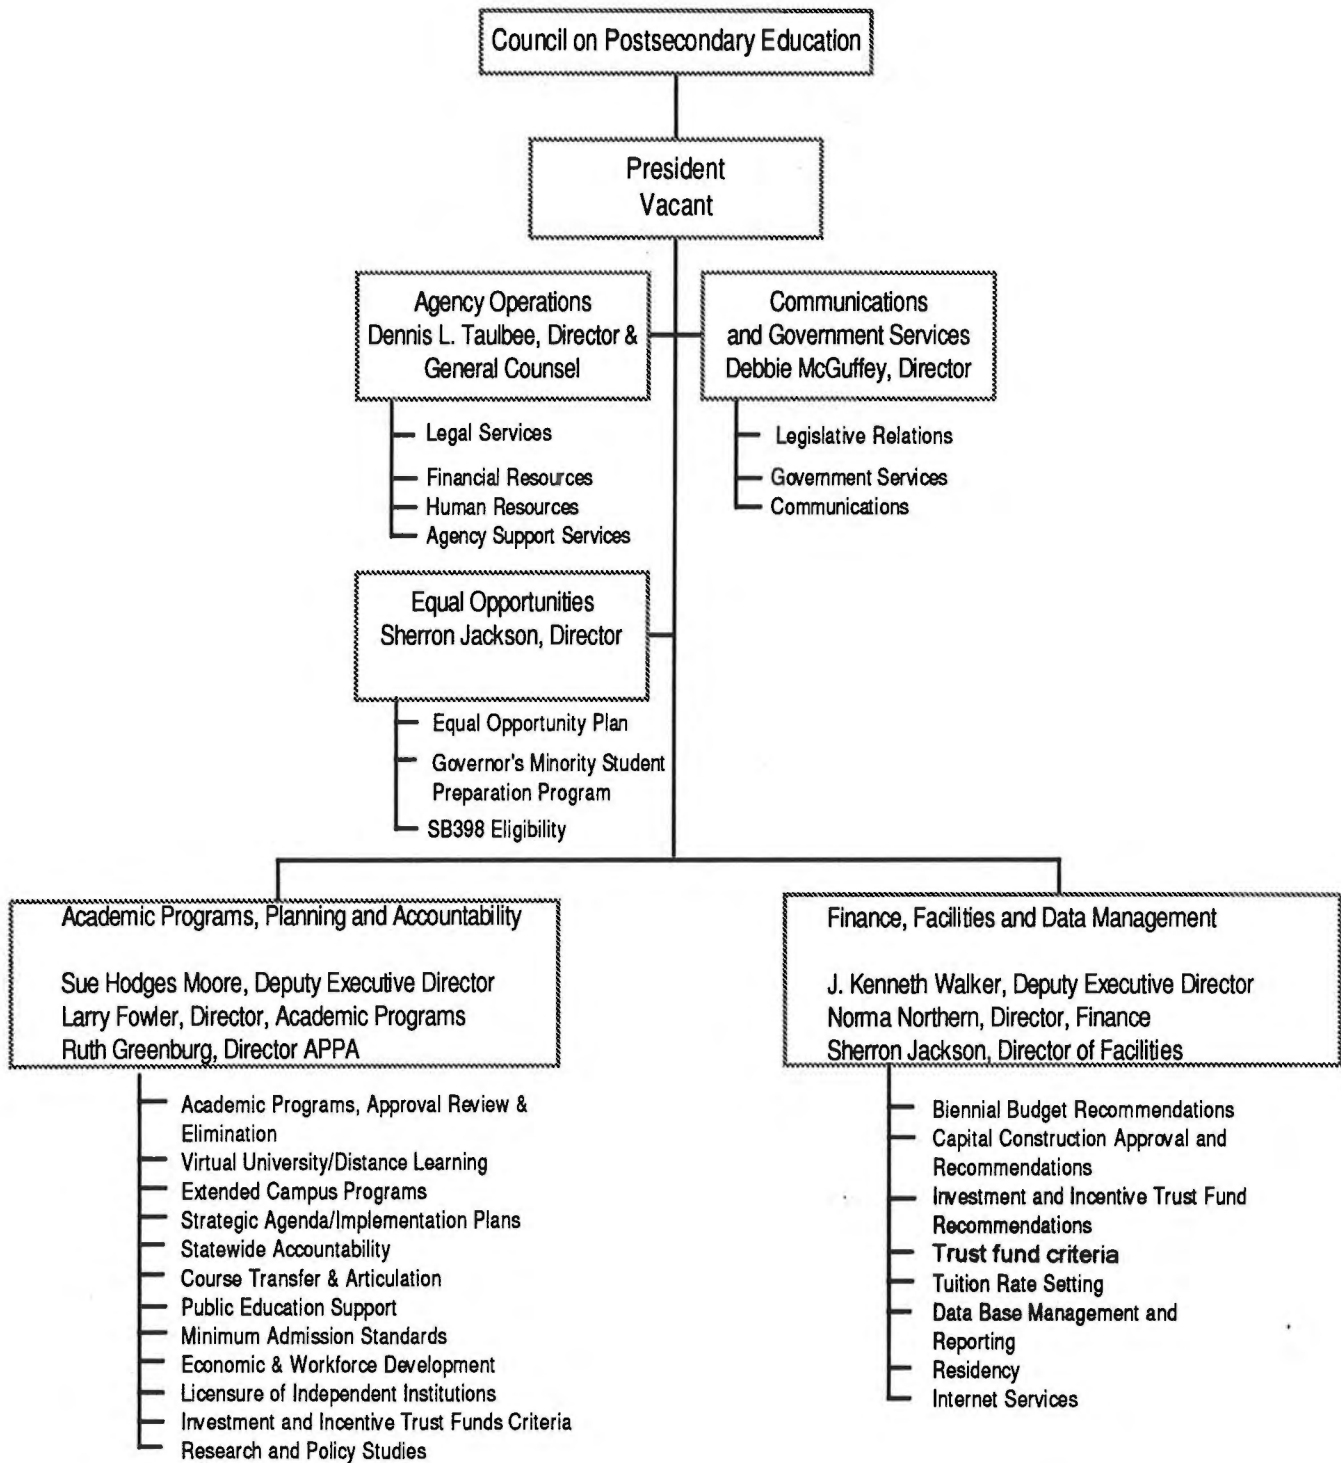 Council on Postsecondary Education
President
Vacant
Agency Operations
Dennis L. Taulbee, Director &
General Counsel
Legal Services
Financial Resources
Human Resources
Agency Support Services
Communications
and Government Services
Debbie McGuffey, Director
Legislative Relations
Government Services
Communications
Equal Opportunities
Sherron Jackson, Director
Equal Opportunity Plan
Governor's Minority Student
Preparation Program
SB398 Eligibility
Academic Programs, Planning and Accountability
Sue Hodges Moore, Deputy Executive Director
Larry Fowler, Director, Academic Programs
Ruth Greenburg, Director APPA
Academic Programs, Approval Review &
Elimination
Virtual University/Distance Learning
Extended Campus Programs
Strategic Agenda/Implementation Plans
Statewide Accountability
Course Transfer & Articulation
Public Education Support
Minimum Admission Standards
Economic & Workforce Development
Licensure of Independent Institutions
Investment and Incentive Trust Funds Criteria
Research and Policy Studies
Finance, Facilities and Data Management
J. Kenneth Walker, Deputy Executive Director
Norma Northern, Director, Finance
Sherron Jackson, Director of Facilities
Biennial Budget Recommendations
Capital Construction Approval and
Recommendations
Investment and Incentive Trust Fund
Recommendations
Trust fund criteria
Tuition Rate Setting
Data Base Management and
Reporting
Residency
Internet Services